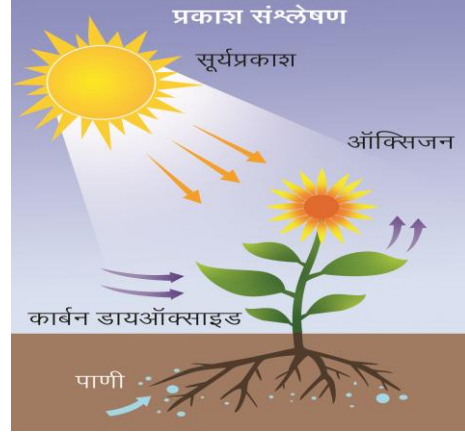 प्रकाश संश्लेषण
सूर्यप्रकाश
ऑक्सिजन
कार्बन डायऑक्साइड
पाणी